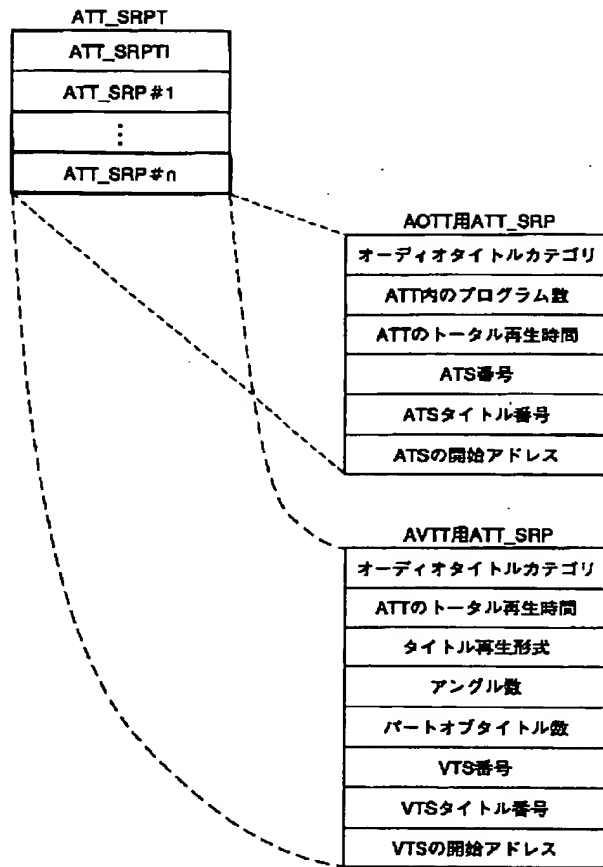 ATT_SRPT
ATT_SRPTI
ATT_SRP#1
⋮
ATT_SRP#n
AOTT用ATT_SRP
オーディオタイトルカテゴリ
ATT内のプログラム数
ATTのトータル再生時間
ATS番号
ATSタイトル番号
ATSの開始アドレス
AVTT用ATT_SRP
オーディオタイトルカテゴリ
ATTのトータル再生時間
タイトル再生形式
アングル数
パートオブタイトル数
VTS番号
VTSタイトル番号
VTSの開始アドレス